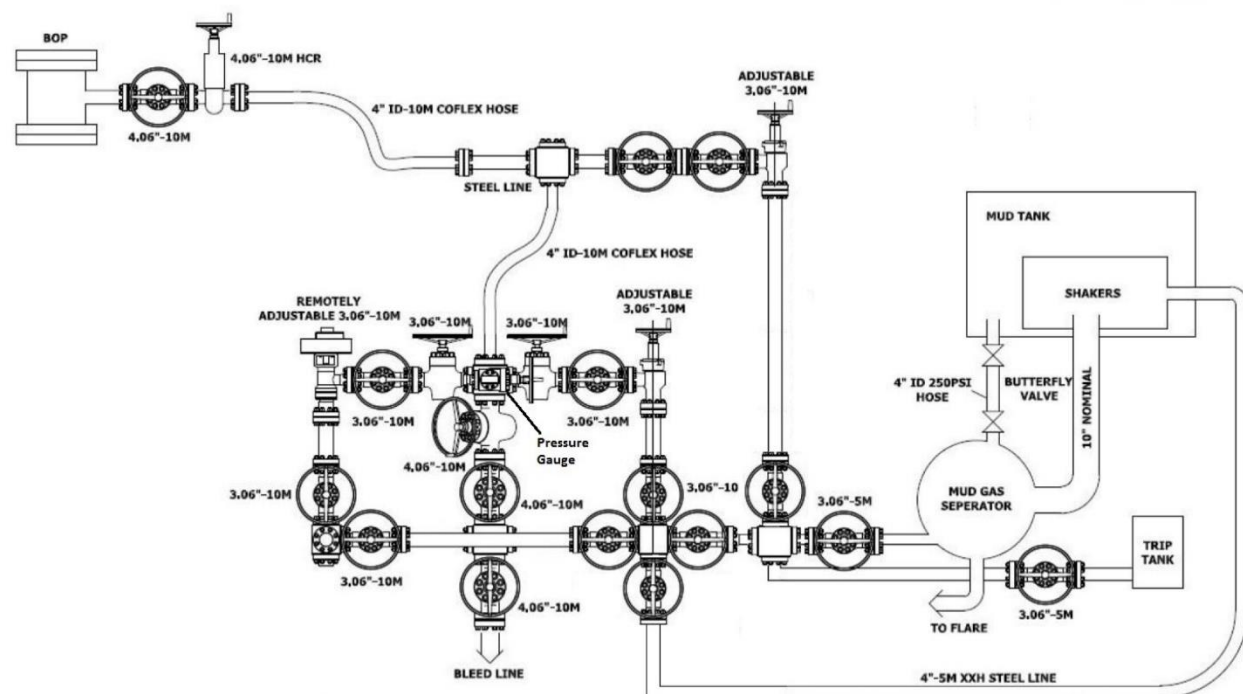 BOP
4,06"-10M HCR
4,06"-10M
4" ID-10M COFLEX HOSE
STEEL LINE
ADJUSTABLE
3,06"-10M
4" ID-10M COFLEX HOSE
MUD TANK
SHAKERS
REMOTELY
ADJUSTABLE 3.06"-10M
3,06"-10M
3.06"-10M
ADJUSTABLE
3,06"-10M
3.06"-10M
3.06"-10M
4" ID 250PSI
HOSE
BUTTERFLY
VALVE
10" NOMINAL
Pressure
Gauge
4,06"-10M
3.06"-10M
4.06"-10M
3.06"-10
3.06"-5M
MUD GAS
SEPERATOR
TRIP
TANK
3,06"-10M
4,06"-10M
3.06"-5M
TO FLARE
BLEED LINE
4"-5M XXH STEEL LINE